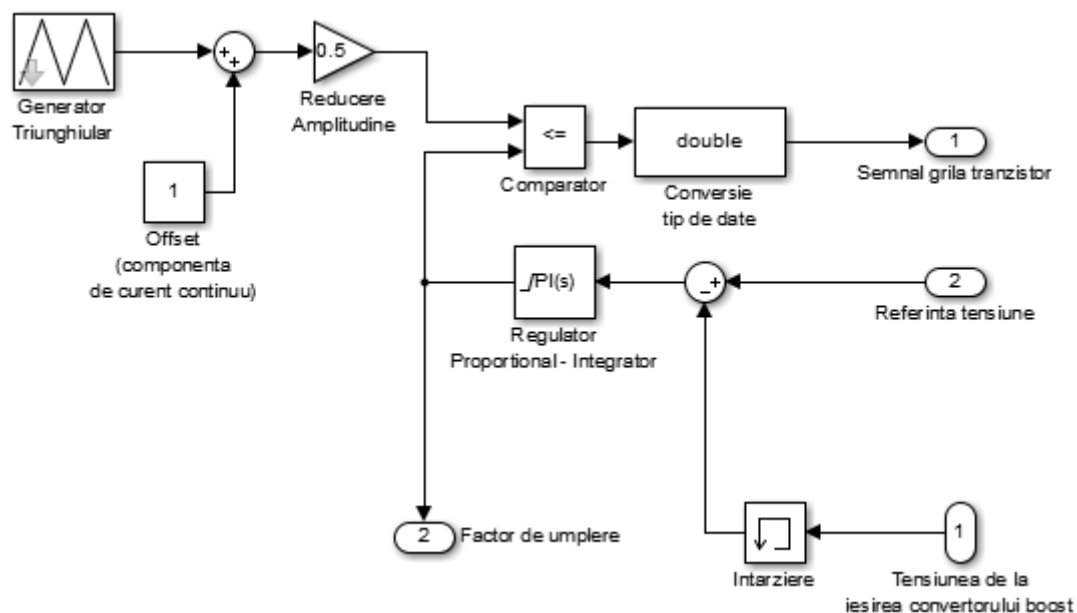 Generator
Triunghiular
+
+
0.5
Reducere
Amplitudine
1
Offset
(componenta
de curent continuu)
<=
Comparator
double
Conversie
tip de date
1
Semnal grila tranzistor
PI(s)
Regulator
Proportional - Integrator
_+
2
Referinta tensiune
2
Factor de umplere
Intarziere
1
Tensiunea de la
iesirea convertorului boost